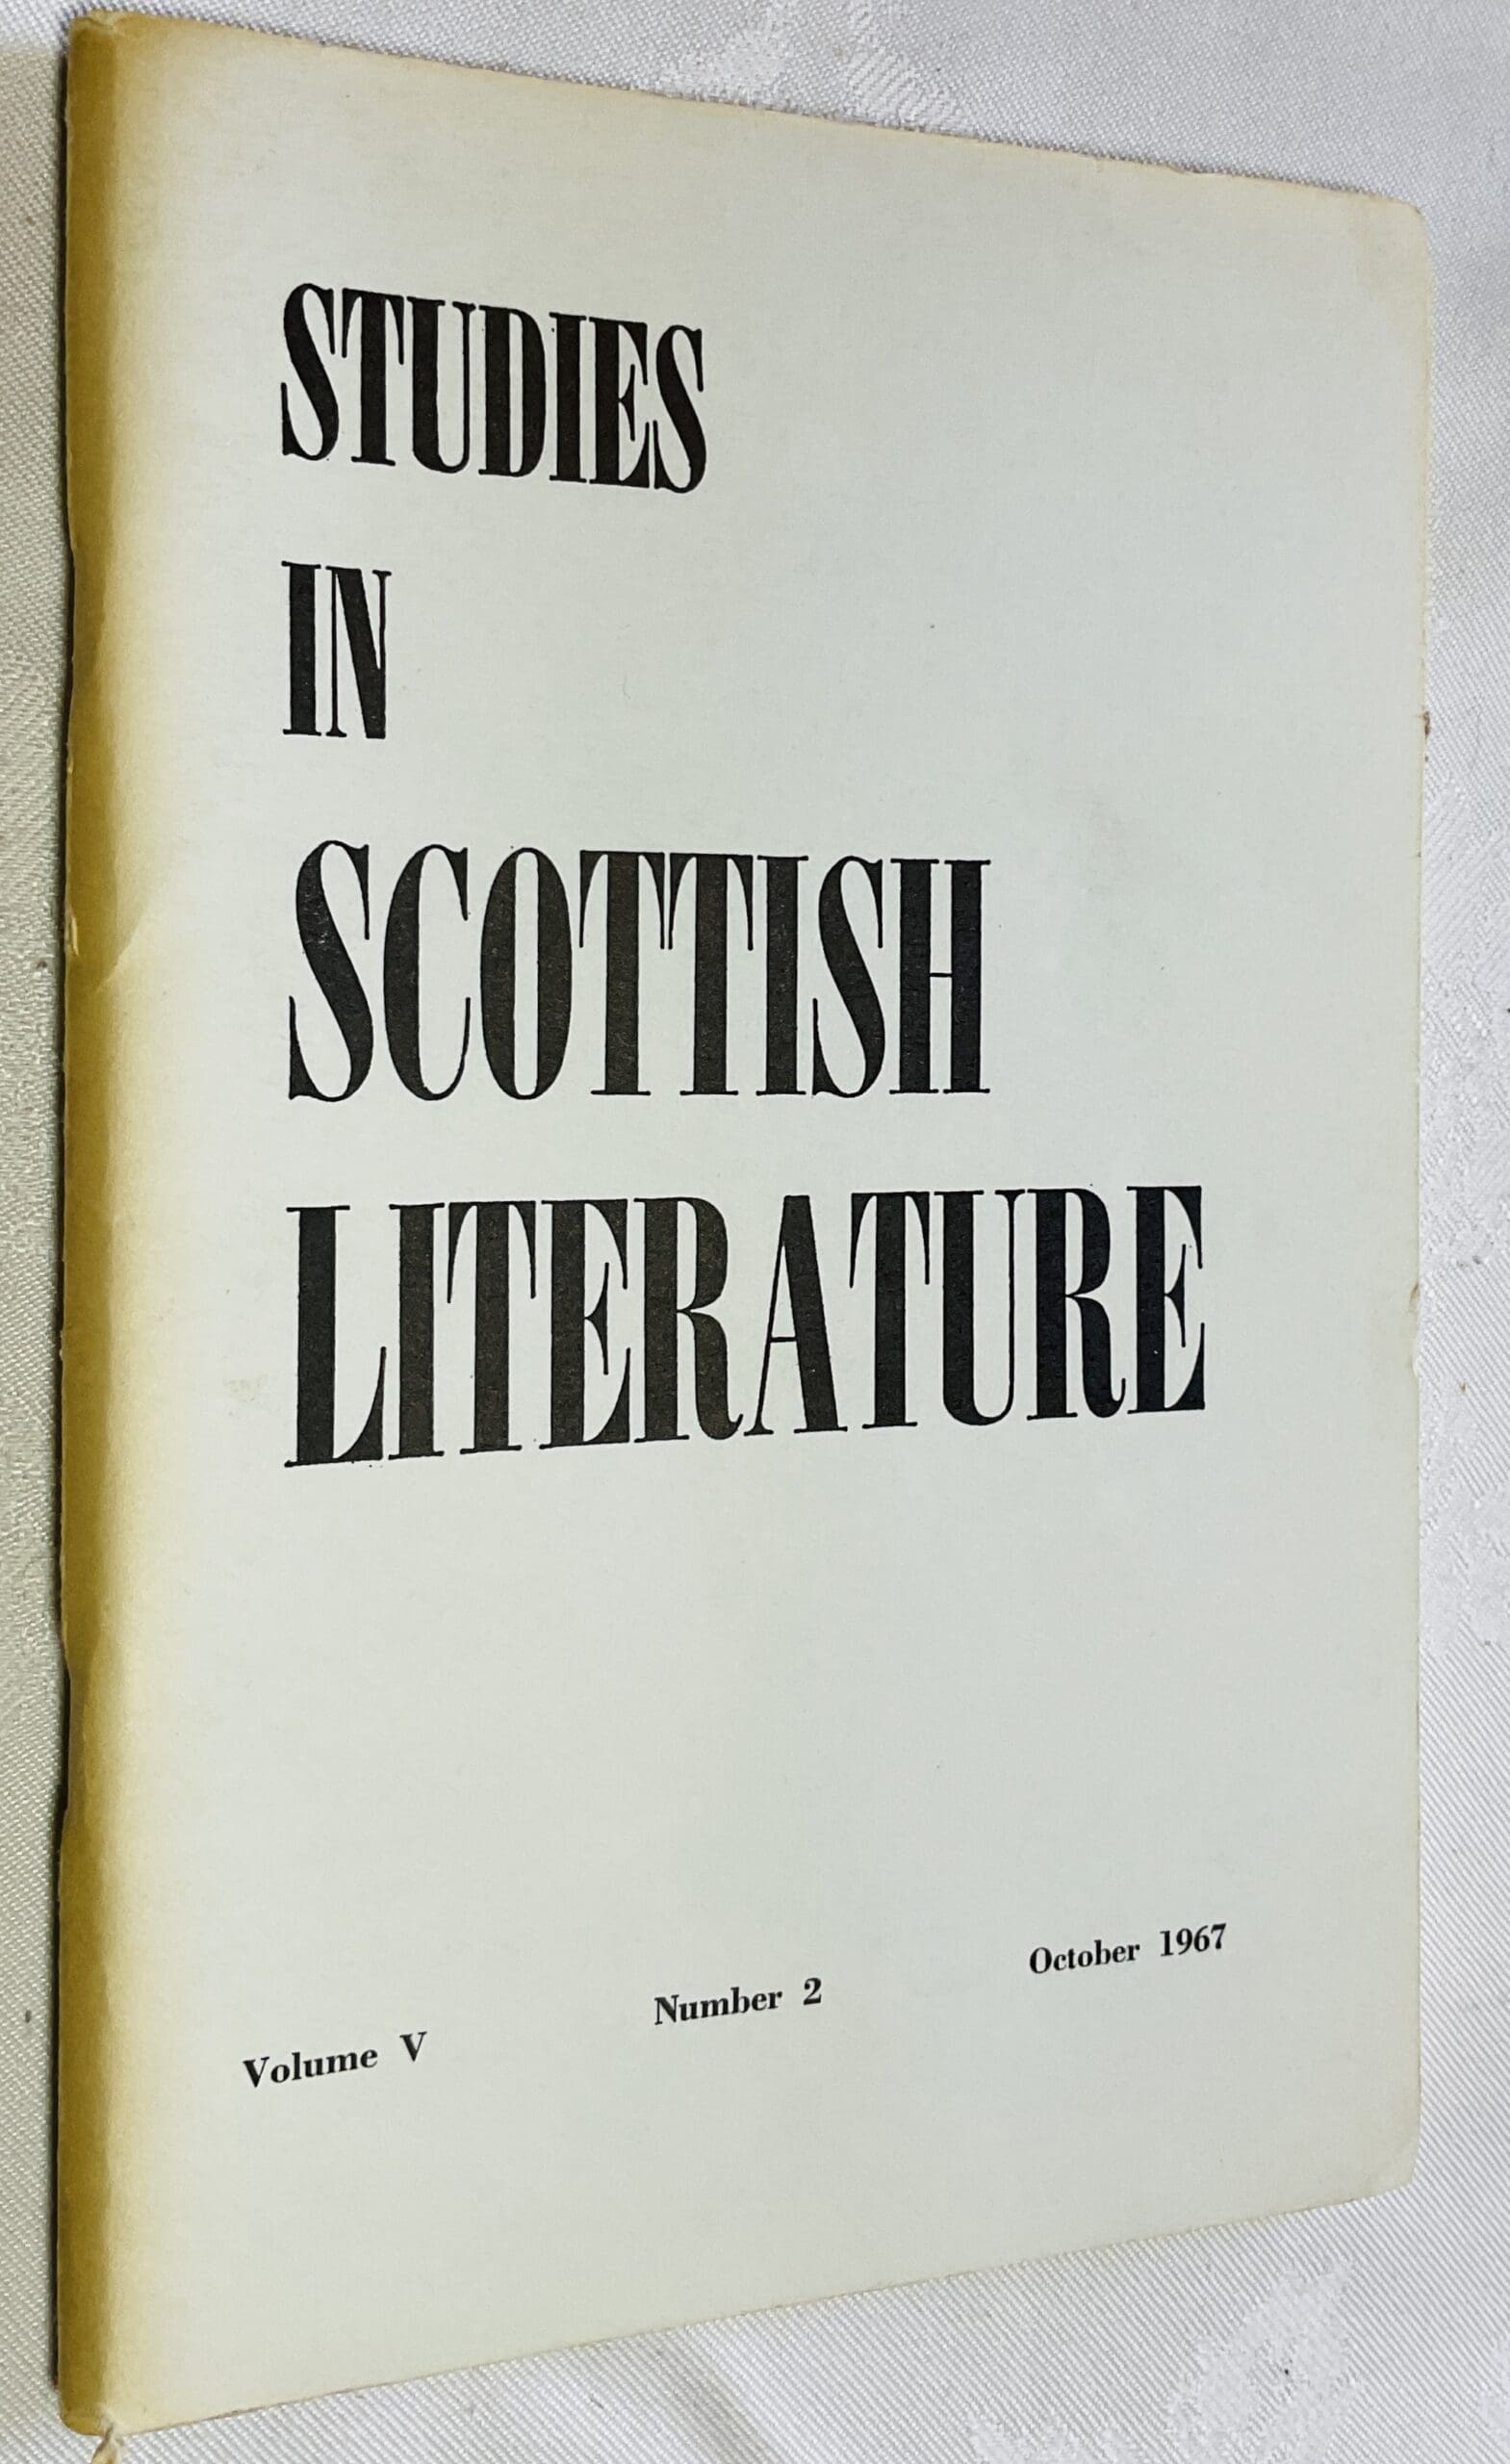 STUDIES
IN
SCOTTISH
LITERATURE
Volume V Number 2 October 1967